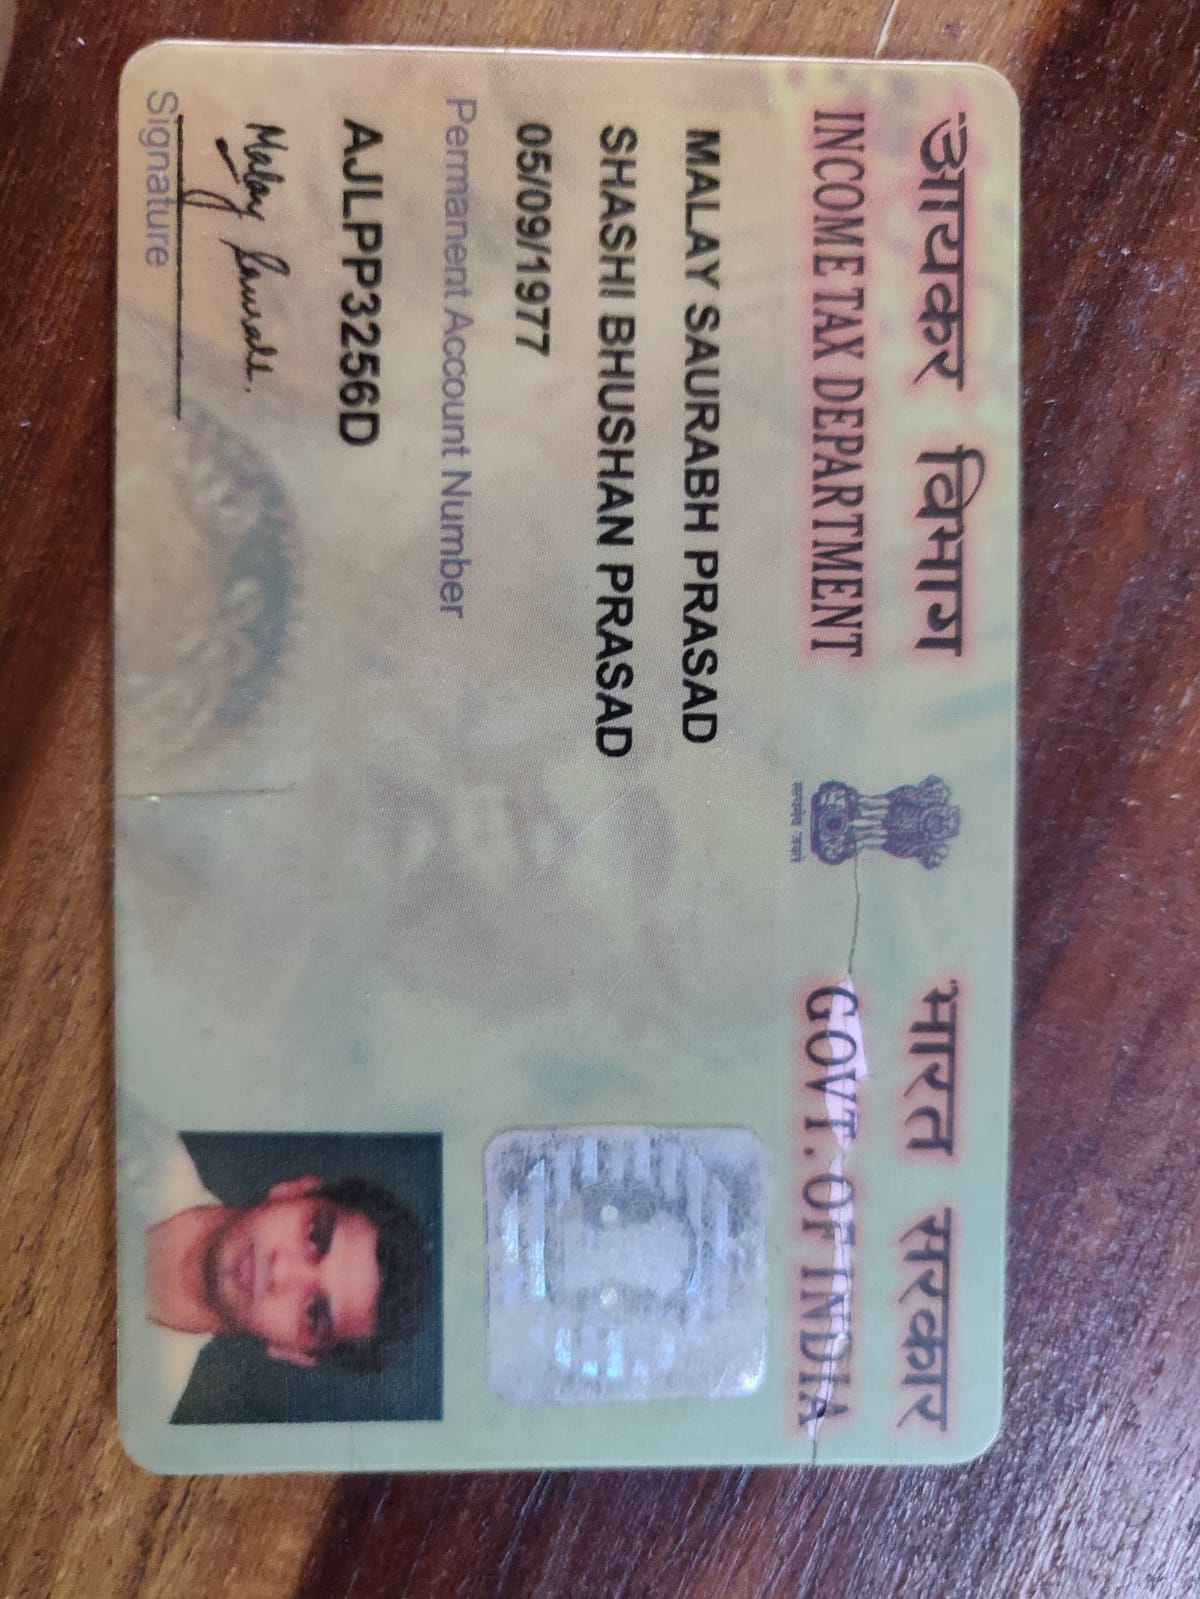 आयकर विभाग
भारत सरकार
INCOME TAX DEPARTMENT
GOVT. OF INDIA
सत्यमेव जयते
MALAY SAURABH PRASAD
SHASHI BHUSHAN PRASAD
05/09/1977
Permanent Account Number
AJLPP3256D
Malay Saurabh.
Signature